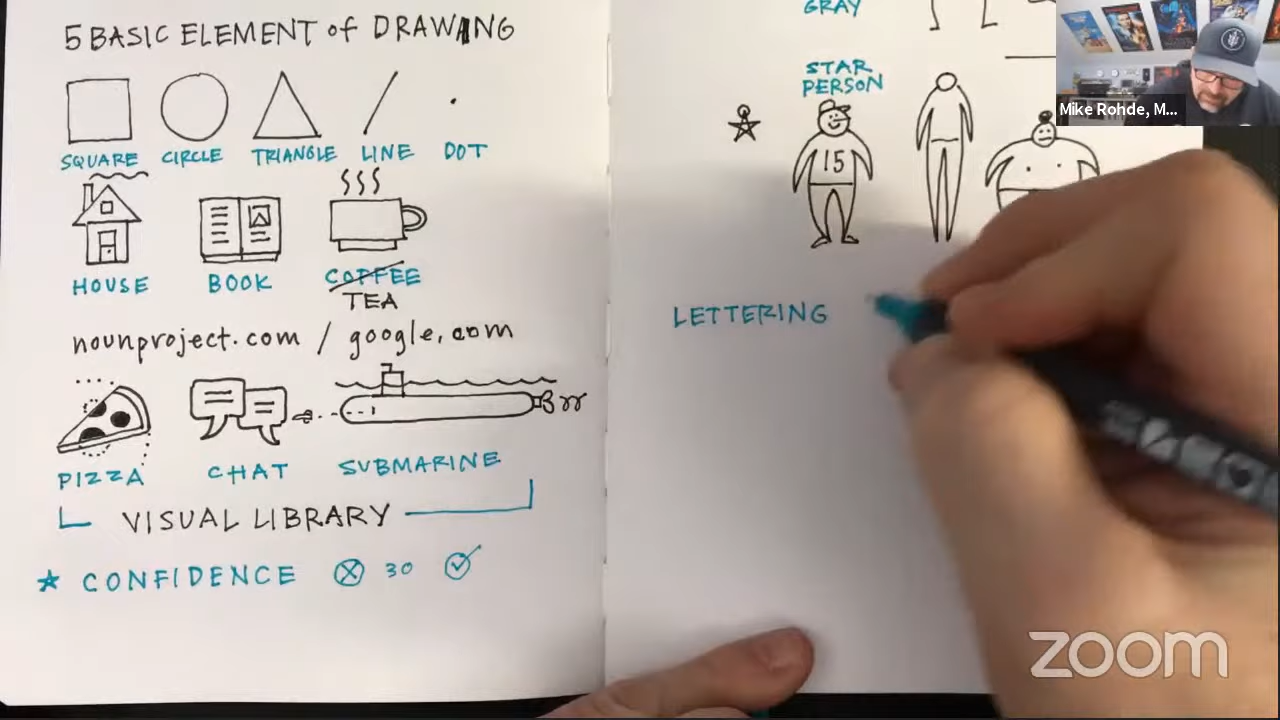 5 BASIC ELEMENT of DRAWING
SQUARE CIRCLE TRIANGLE LINE DOT
HOUSE BOOK COFFEE
TEA
nounproject.com / google.com
PIZZA CHAT SUBMARINE
VISUAL LIBRARY
CONFIDENCE 30
GRAY
STAR
PERSON
15
LETTERING
Mike Rohde, M...
zoom